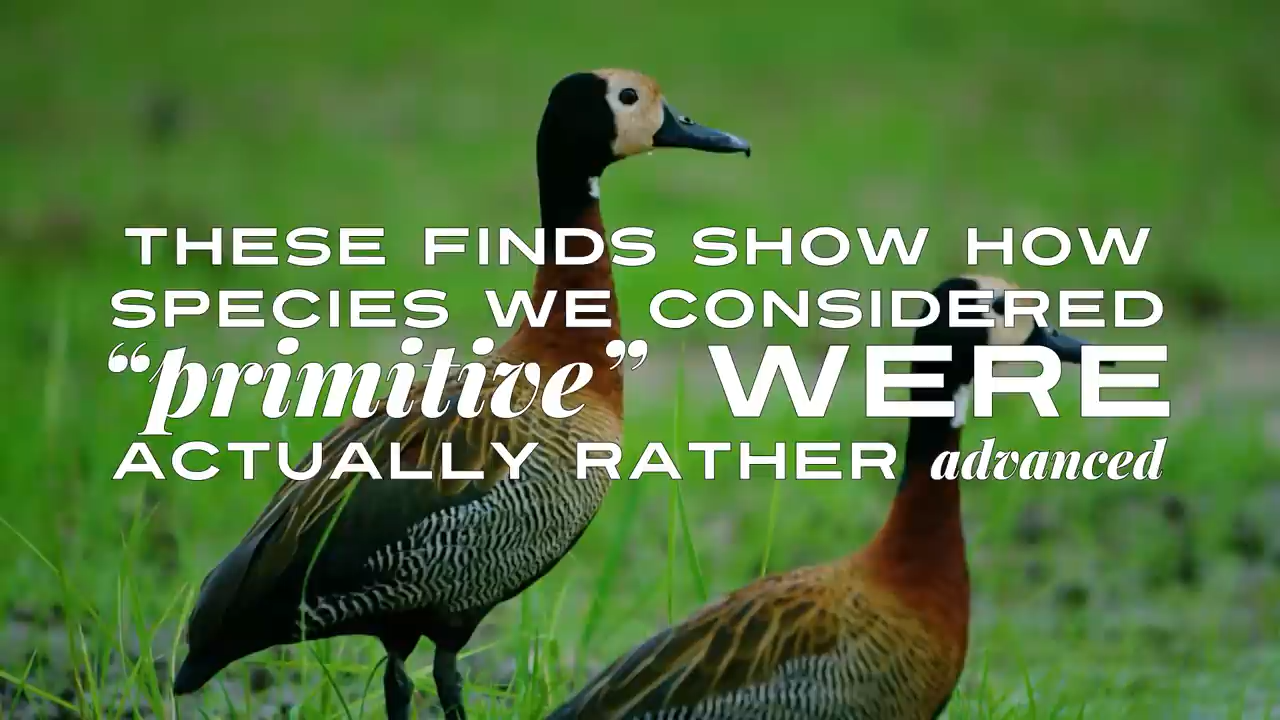 THESE FINDS SHOW HOW
SPECIES WE CONSIDERED
“primitive” WERE
ACTUALLY RATHER advanced